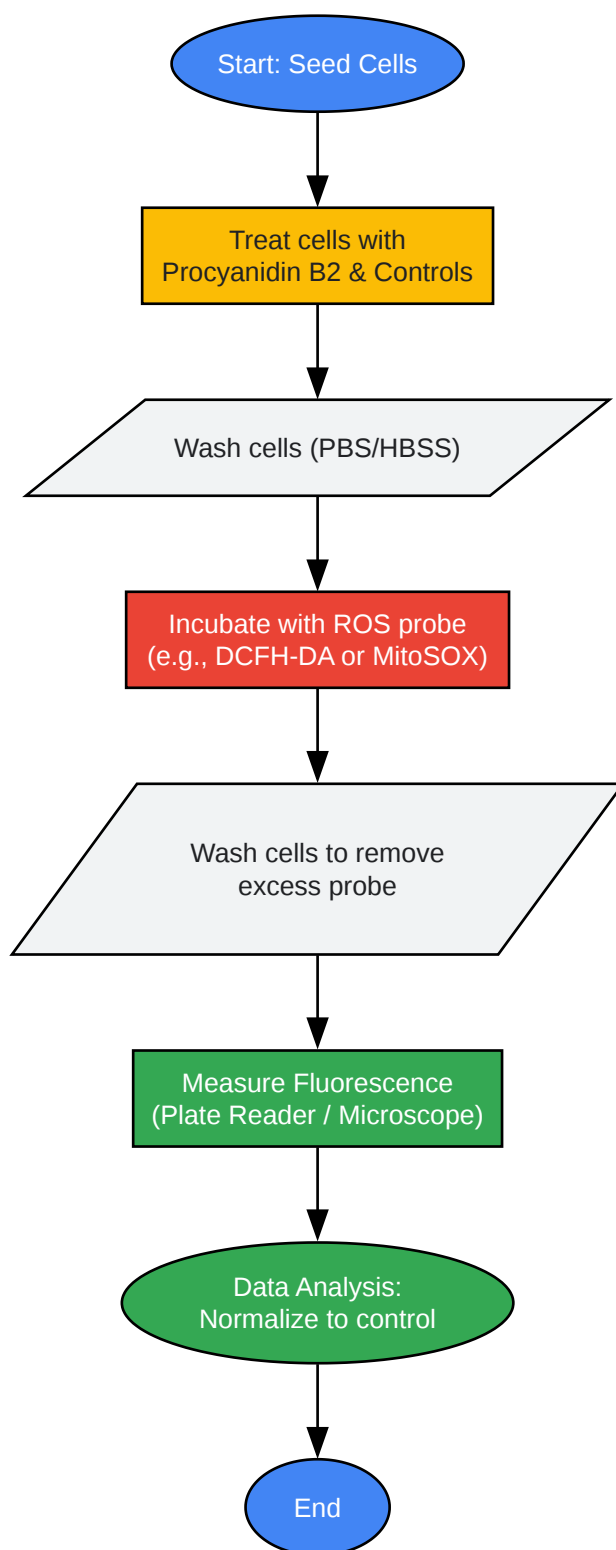 Start: Seed Cells
Treat cells with
Procyanidin B2 & Controls
Wash cells (PBS/HBSS)
Incubate with ROS probe
(e.g., DCFH-DA or MitoSOX)
Wash cells to remove
excess probe
Measure Fluorescence
(Plate Reader / Microscope)
Data Analysis:
Normalize to control
End